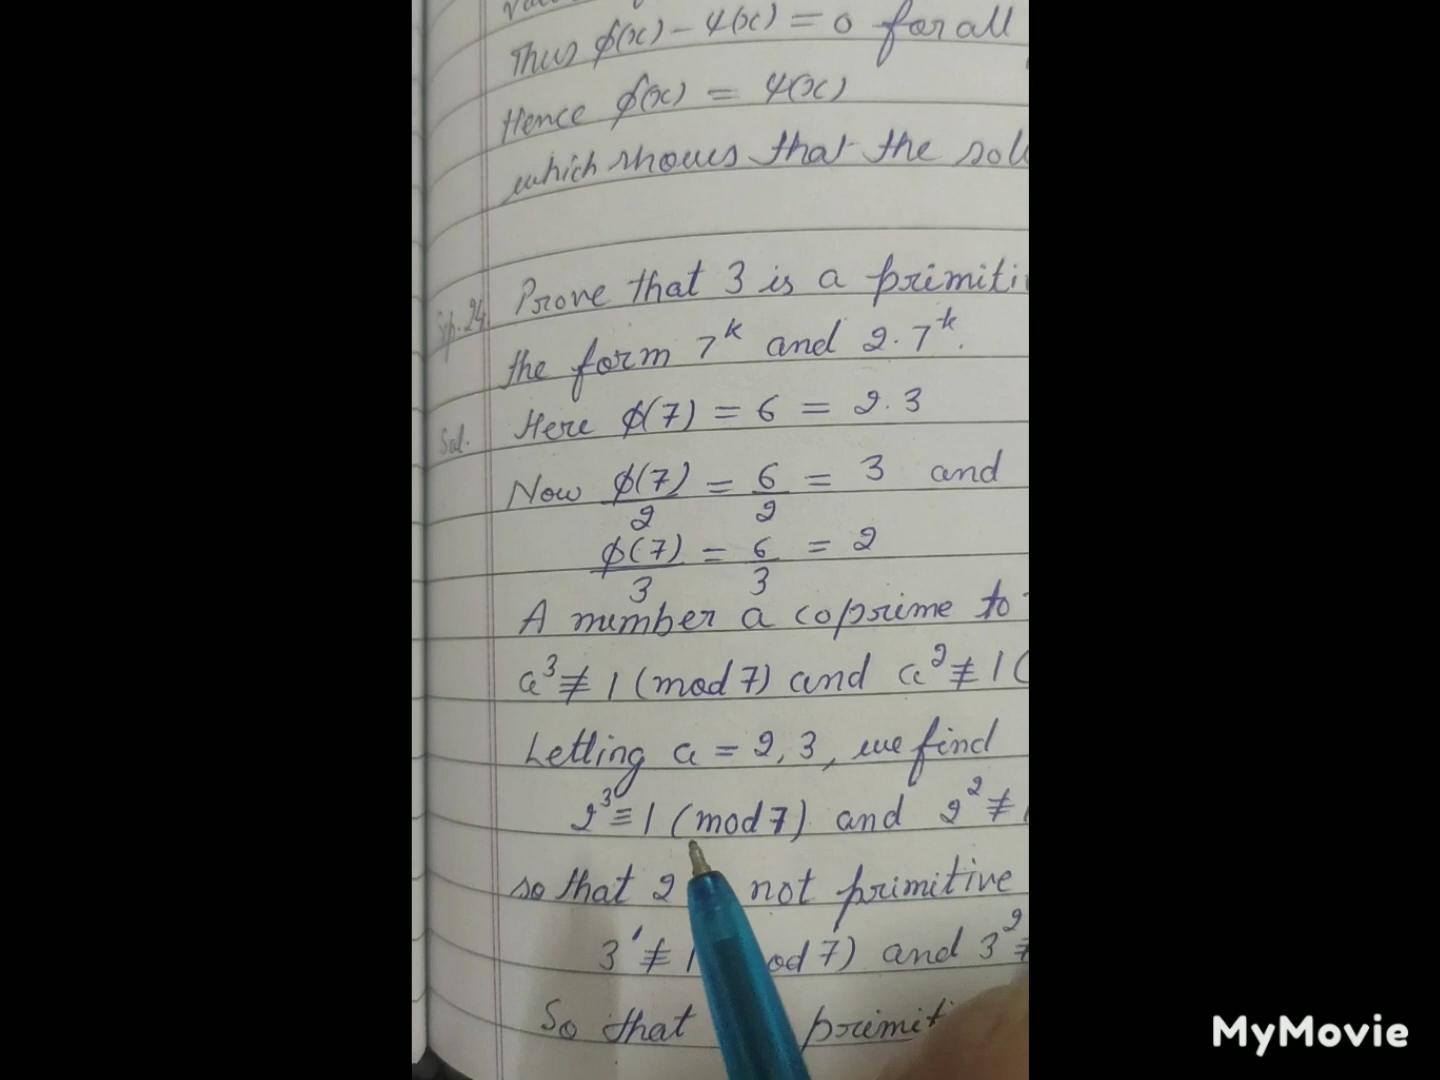 Thus ϕ(x) - ψ(x) = 0 for all
Hence ϕ(x) = ψ(x)
which shows that the sol
Prove that 3 is a primiti
the form 7^k and 2.7^k.
Sol. Here ϕ(7) = 6 = 2.3
Now ϕ(7)/2 = 6/2 = 3 and
ϕ(7)/3 = 6/3 = 2
A number a coprime to
a^3 ≢ 1 (mod 7) and a^2 ≢ 1 (
Letting a = 2, 3, we find
2^3 ≡ 1 (mod 7) and 2^2 ≢
so that 2 not primitive
3^1 ≢ 1 od 7) and 3^2 ≢
So that primiti
MyMovie